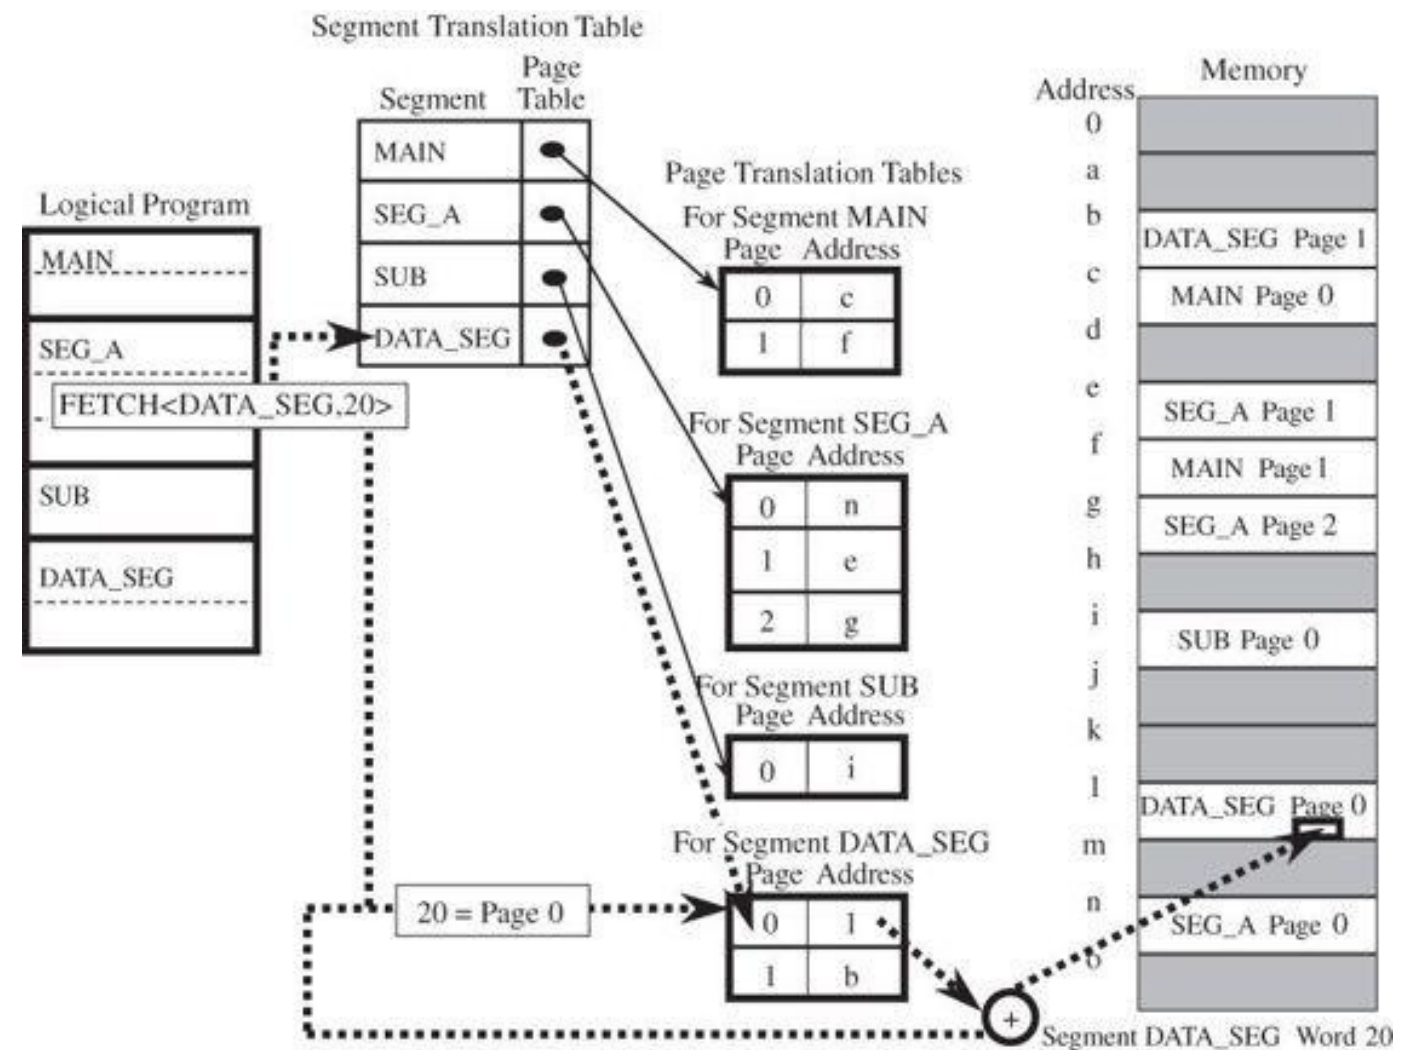 Segment Translation Table
Segment Page Table
MAIN
SEG_A
SUB
DATA_SEG
Logical Program
MAIN
SEG_A
FETCH<DATA_SEG,20>
SUB
DATA_SEG
20 = Page 0
Page Translation Tables
For Segment MAIN
Page Address
0 c
1 f
For Segment SEG_A
Page Address
0 n
1 e
2 g
For Segment SUB
Page Address
0 i
For Segment DATA_SEG
Page Address
0 l
1 b
+
Address
0
a
b
c
d
e
f
g
h
i
j
k
l
m
n
o
Memory
DATA_SEG Page 1
MAIN Page 0
SEG_A Page 1
MAIN Page 1
SEG_A Page 2
SUB Page 0
DATA_SEG Page 0
SEG_A Page 0
Segment DATA_SEG Word 20